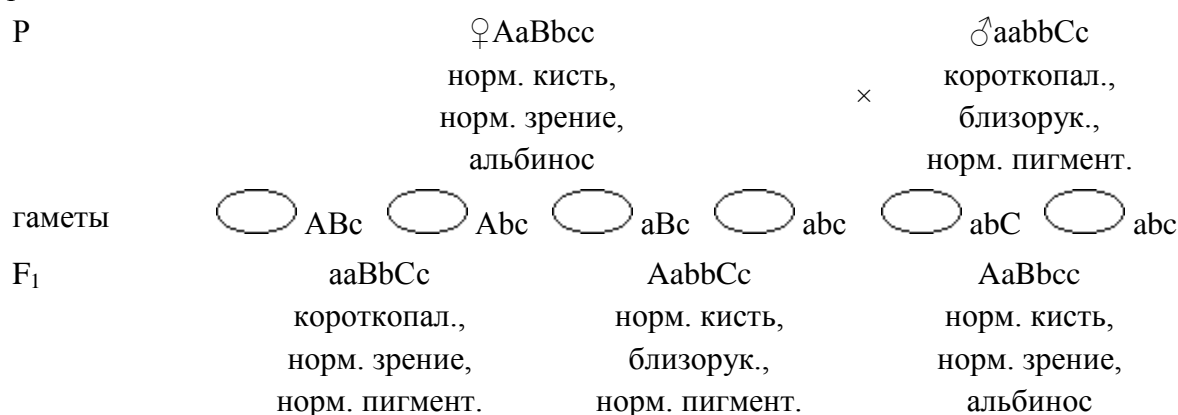 P ♀AaBbcc × ♂aabbCc
норм. кисть, короткопал.,
норм. зрение, близорук.,
альбинос норм. пигмент.
гаметы ABc Abc aBc abc abC abc
F₁ aaBbCc AabbCc AaBbcc
короткопал., норм. кисть, норм. кисть,
норм. зрение, близорук., норм. зрение,
норм. пигмент. норм. пигмент. альбинос